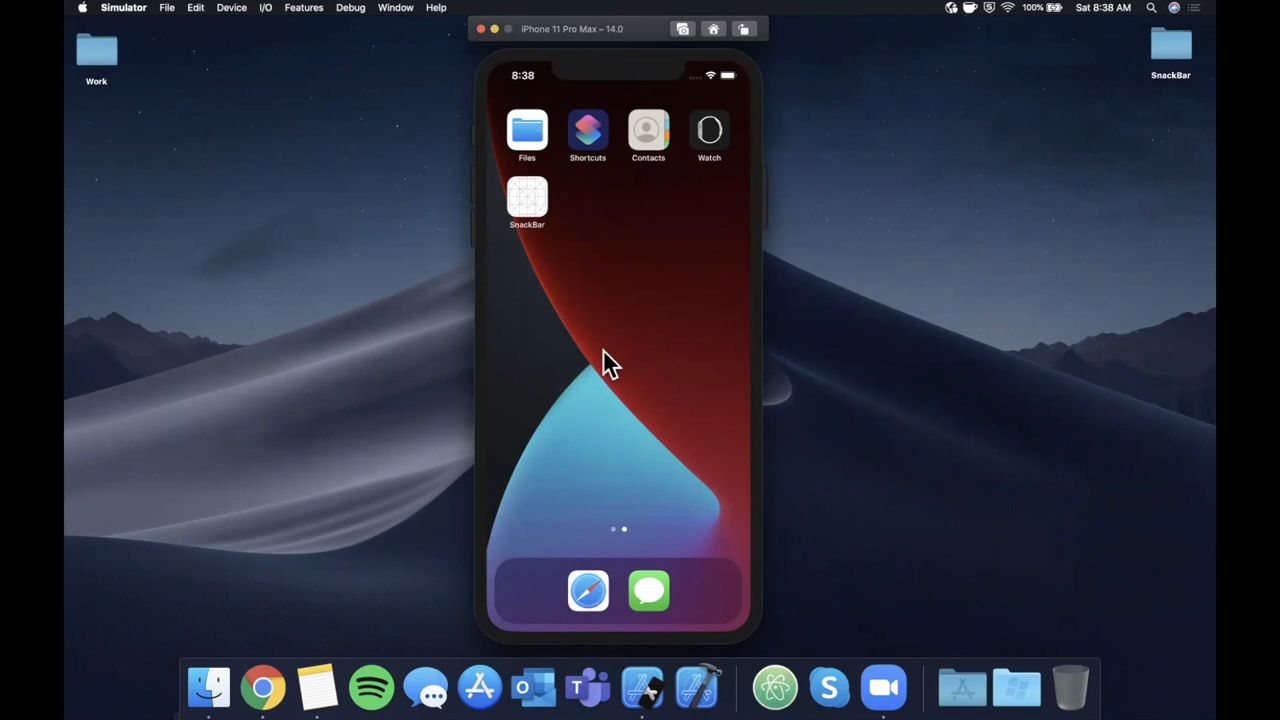 Simulator File Edit Device I/O Features Debug Window Help 100% Sat 8:38 AM
iPhone 11 Pro Max – 14.0
Work
SnackBar
8:38
Files Shortcuts Contacts Watch
SnackBar